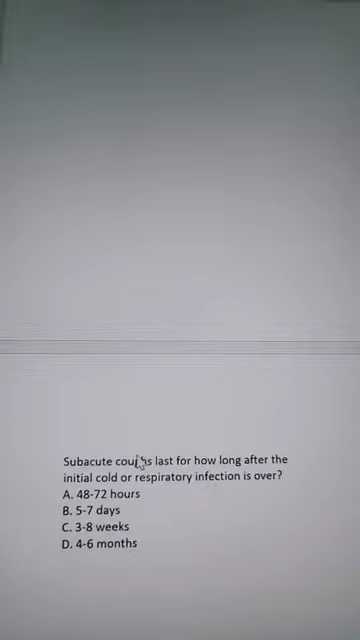 Subacute coughs last for how long after the
initial cold or respiratory infection is over?
A. 48-72 hours
B. 5-7 days
C. 3-8 weeks
D. 4-6 months